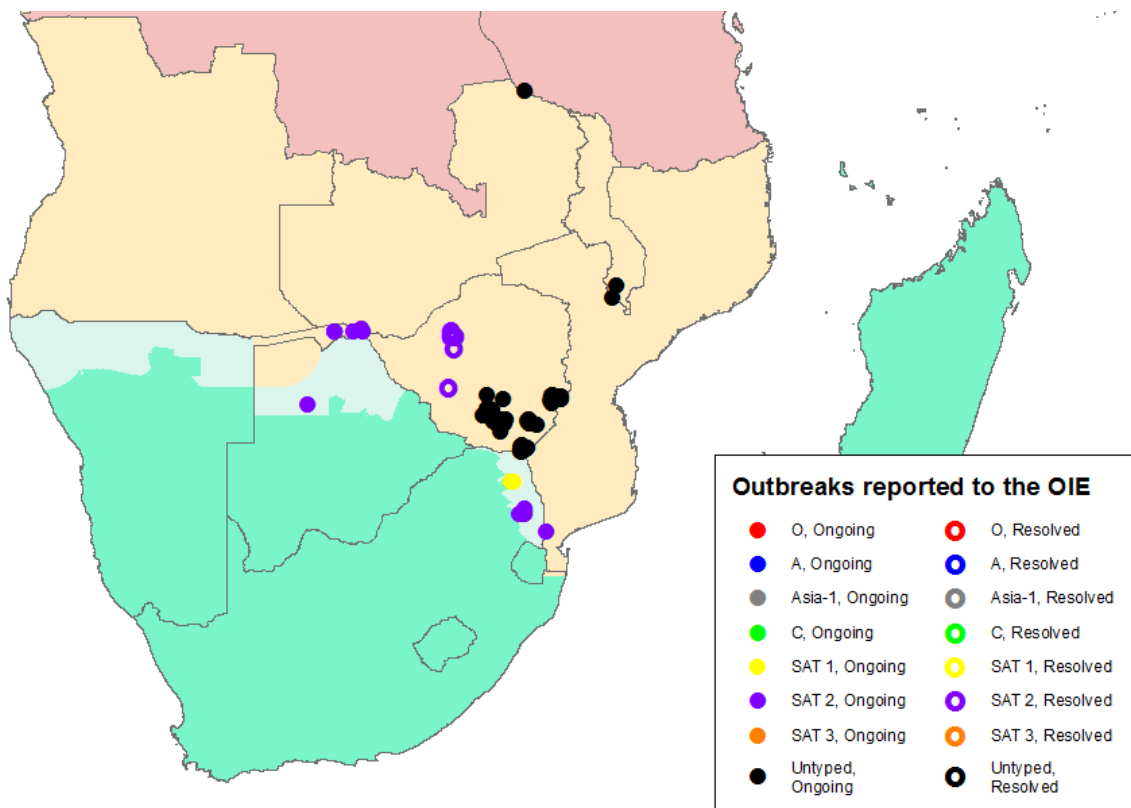 Outbreaks reported to the OIE
O, Ongoing
O, Resolved
A, Ongoing
A, Resolved
Asia-1, Ongoing
Asia-1, Resolved
C, Ongoing
C, Resolved
SAT 1, Ongoing
SAT 1, Resolved
SAT 2, Ongoing
SAT 2, Resolved
SAT 3, Ongoing
SAT 3, Resolved
Untyped,
Ongoing
Untyped,
Resolved